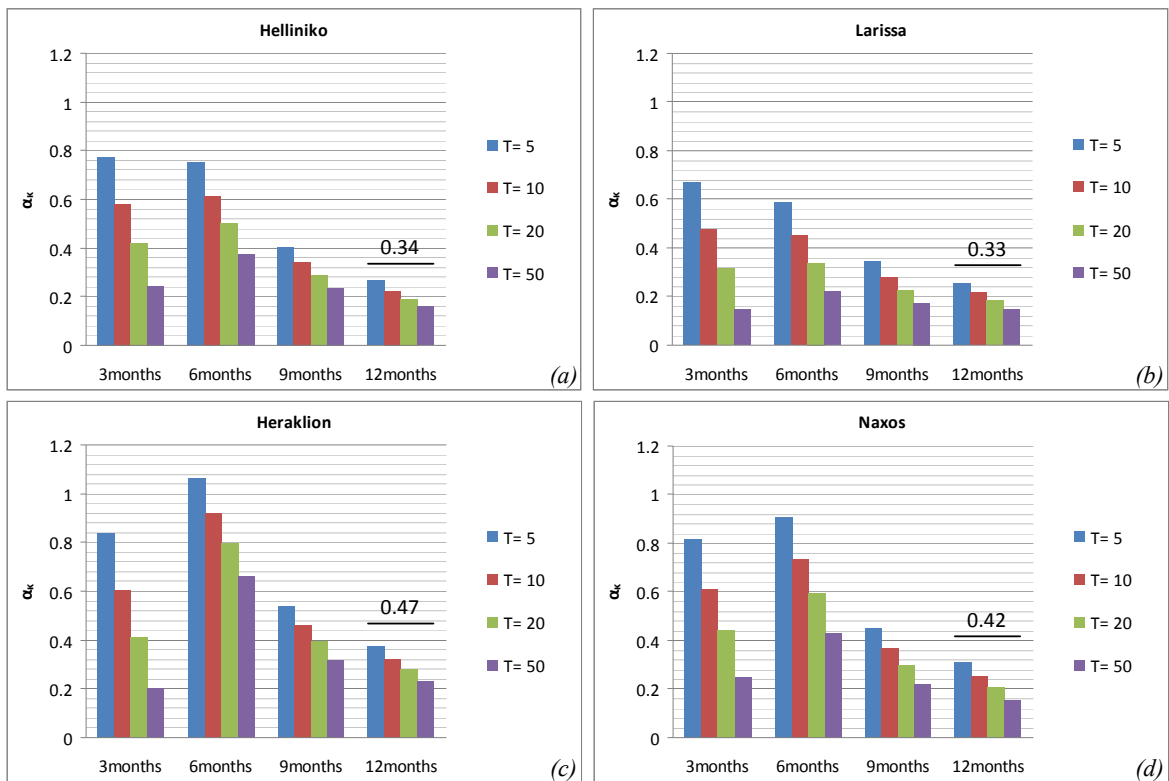 Helliniko
1.2
1
0.8
0.6
0.4
0.2
0
ακ
0.34
3months 6months 9months 12months
T= 5
T= 10
T= 20
T= 50
(a)
Larissa
1.2
1
0.8
0.6
0.4
0.2
0
ακ
0.33
3months 6months 9months 12months
T= 5
T= 10
T= 20
T= 50
(b)
Heraklion
1.2
1
0.8
0.6
0.4
0.2
0
ακ
0.47
3months 6months 9months 12months
T= 5
T= 10
T= 20
T= 50
(c)
Naxos
1.2
1
0.8
0.6
0.4
0.2
0
ακ
0.42
3months 6months 9months 12months
T= 5
T= 10
T= 20
T= 50
(d)